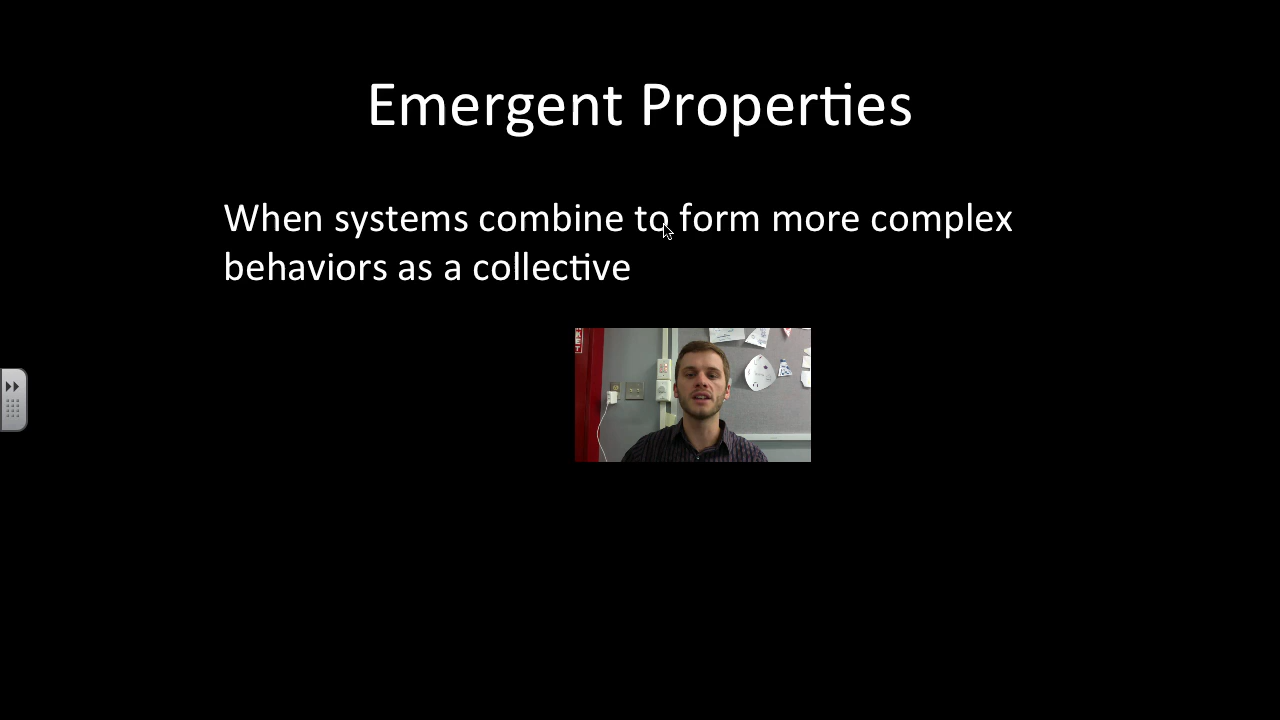 Emergent Properties
When systems combine to form more complex
behaviors as a collective